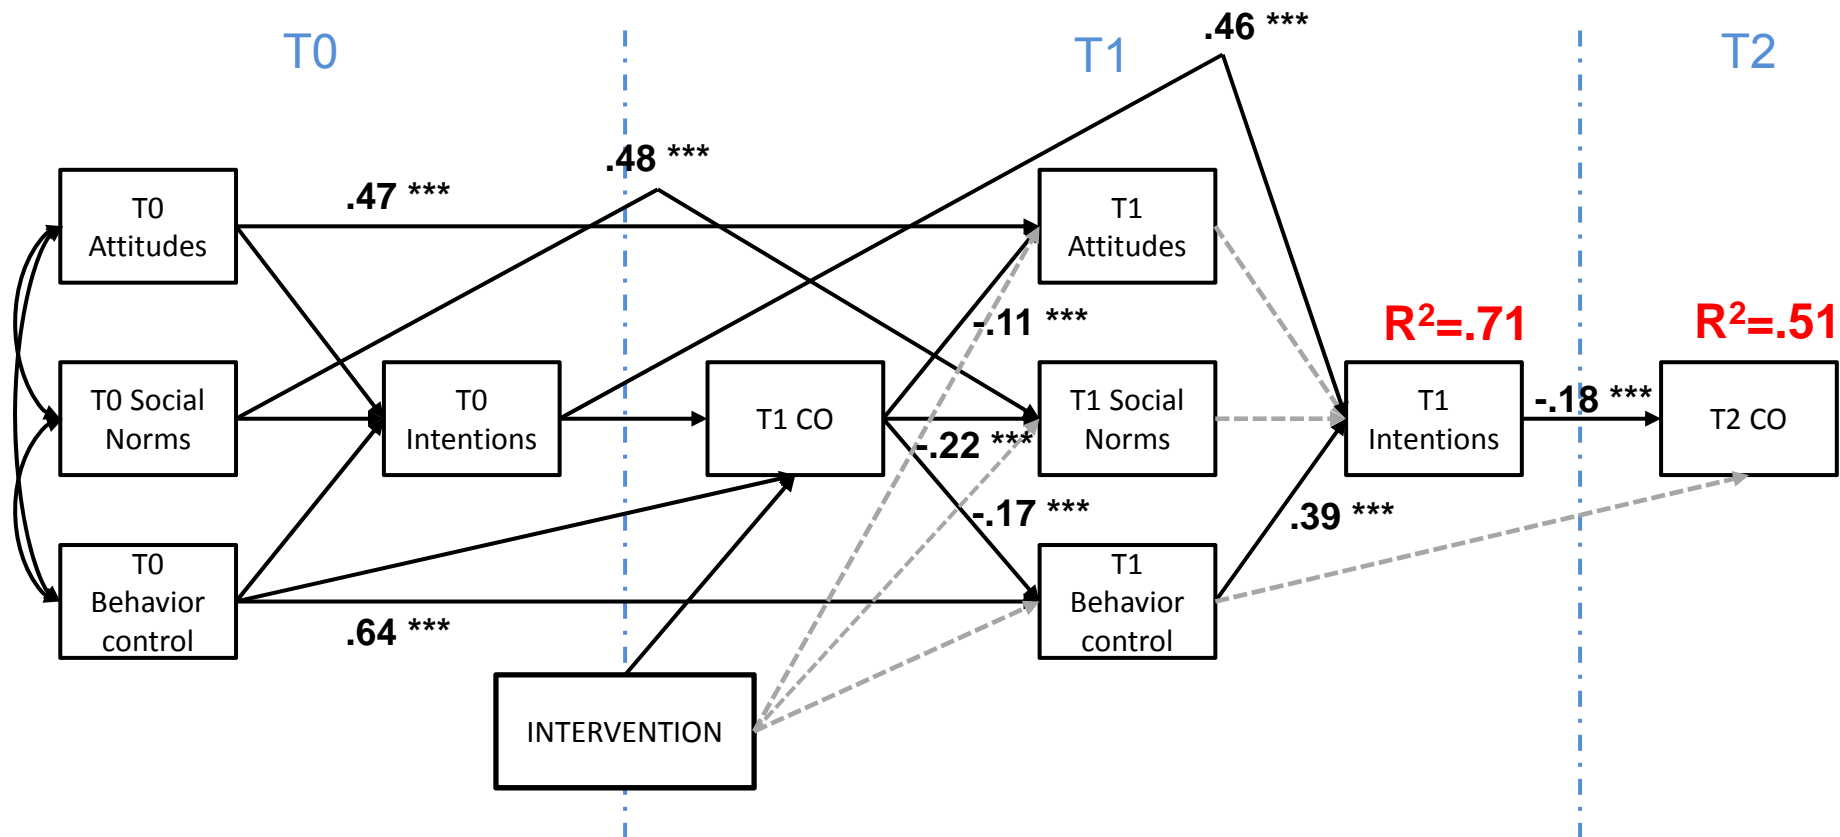 T0
T1
T2
.46 ***
.48 ***
.47 ***
T0
Attitudes
T1
Attitudes
-.11 ***
R²=.71
R²=.51
T0 Social
Norms
T0
Intentions
T1 CO
T1 Social
Norms
T1
Intentions
-.18 ***
T2 CO
-.22 ***
-.17 ***
.39 ***
T0
Behavior
control
T1
Behavior
control
.64 ***
INTERVENTION